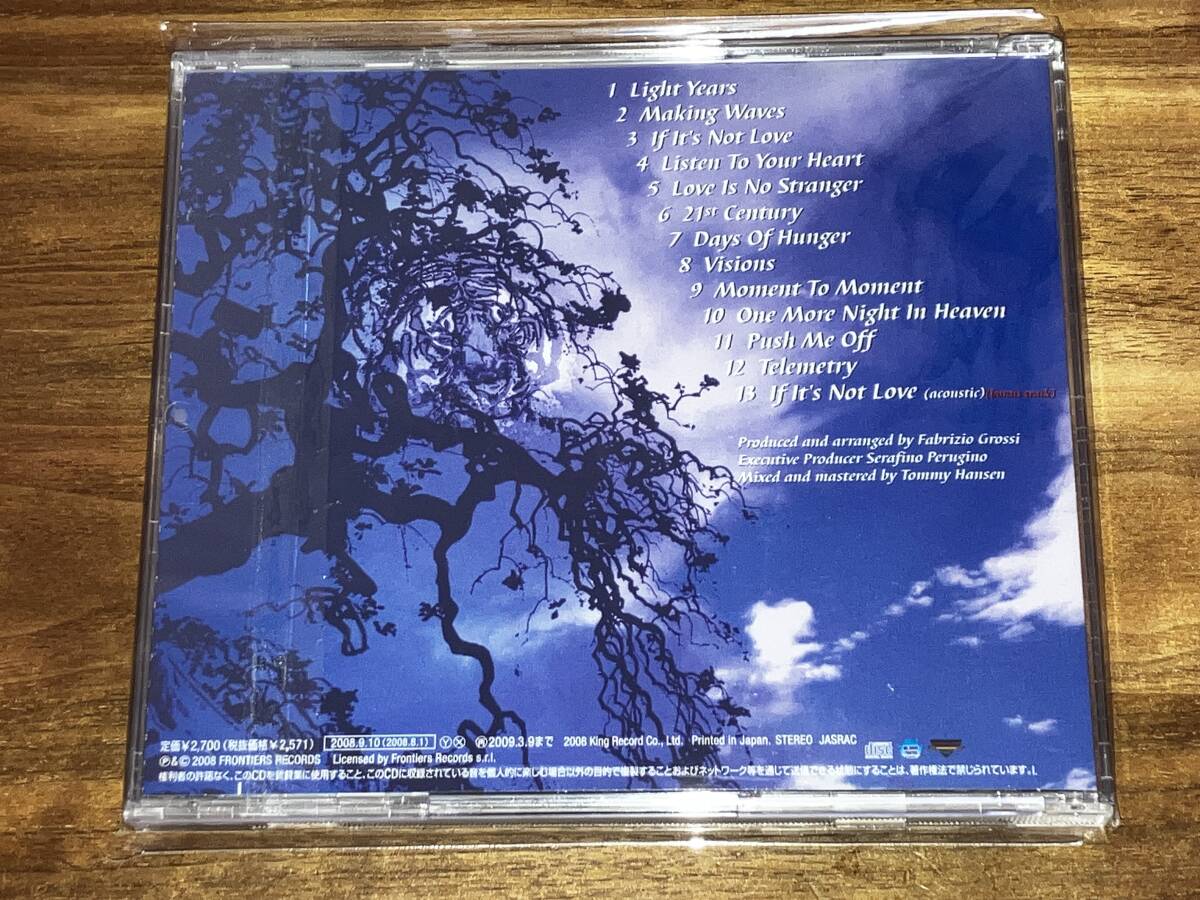 1 Light Years
2 Making Waves
3 If It's Not Love
4 Listen To Your Heart
5 Love Is No Stranger
6 21st Century
7 Days Of Hunger
8 Visions
9 Moment To Moment
10 One More Night In Heaven
11 Push Me Off
12 Telemetry
13 If It's Not Love (acoustic) [bonus track]
Produced and arranged by Fabrizio Grossi
Executive Producer Serafino Perugino
Mixed and mastered by Tommy Hansen
定価¥2,700 (税抜価格¥2,571) 2008.9.10 (2008.8.1) Ⓨ Ⓧ 2009.3.9まで 2008 King Record Co., Ltd. Printed in Japan. STEREO JASRAC
Ⓟ&© 2008 FRONTIERS RECORDS Licensed by Frontiers Records s.r.l.
権利者の許諾なく、このCDを賃貸業に使用すること、このCDに収録されている音を個人的に楽しむ場合以外の目的で複製することおよびネットワーク等を通じて送信できる状態にすることは、著作権法で禁じられています。